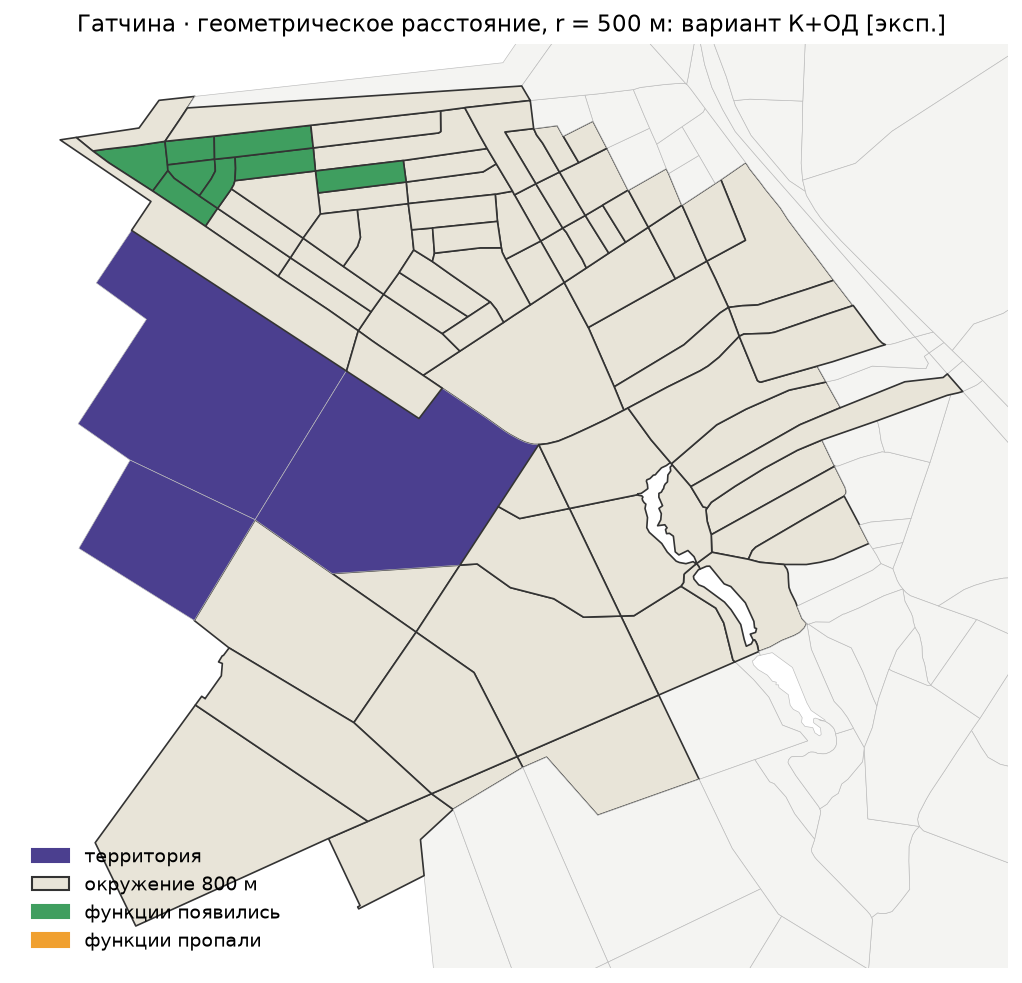 Гатчина · геометрическое расстояние, r = 500 м: вариант К+ОД [эксп.]
территория
окружение 800 м
функции появились
функции пропали